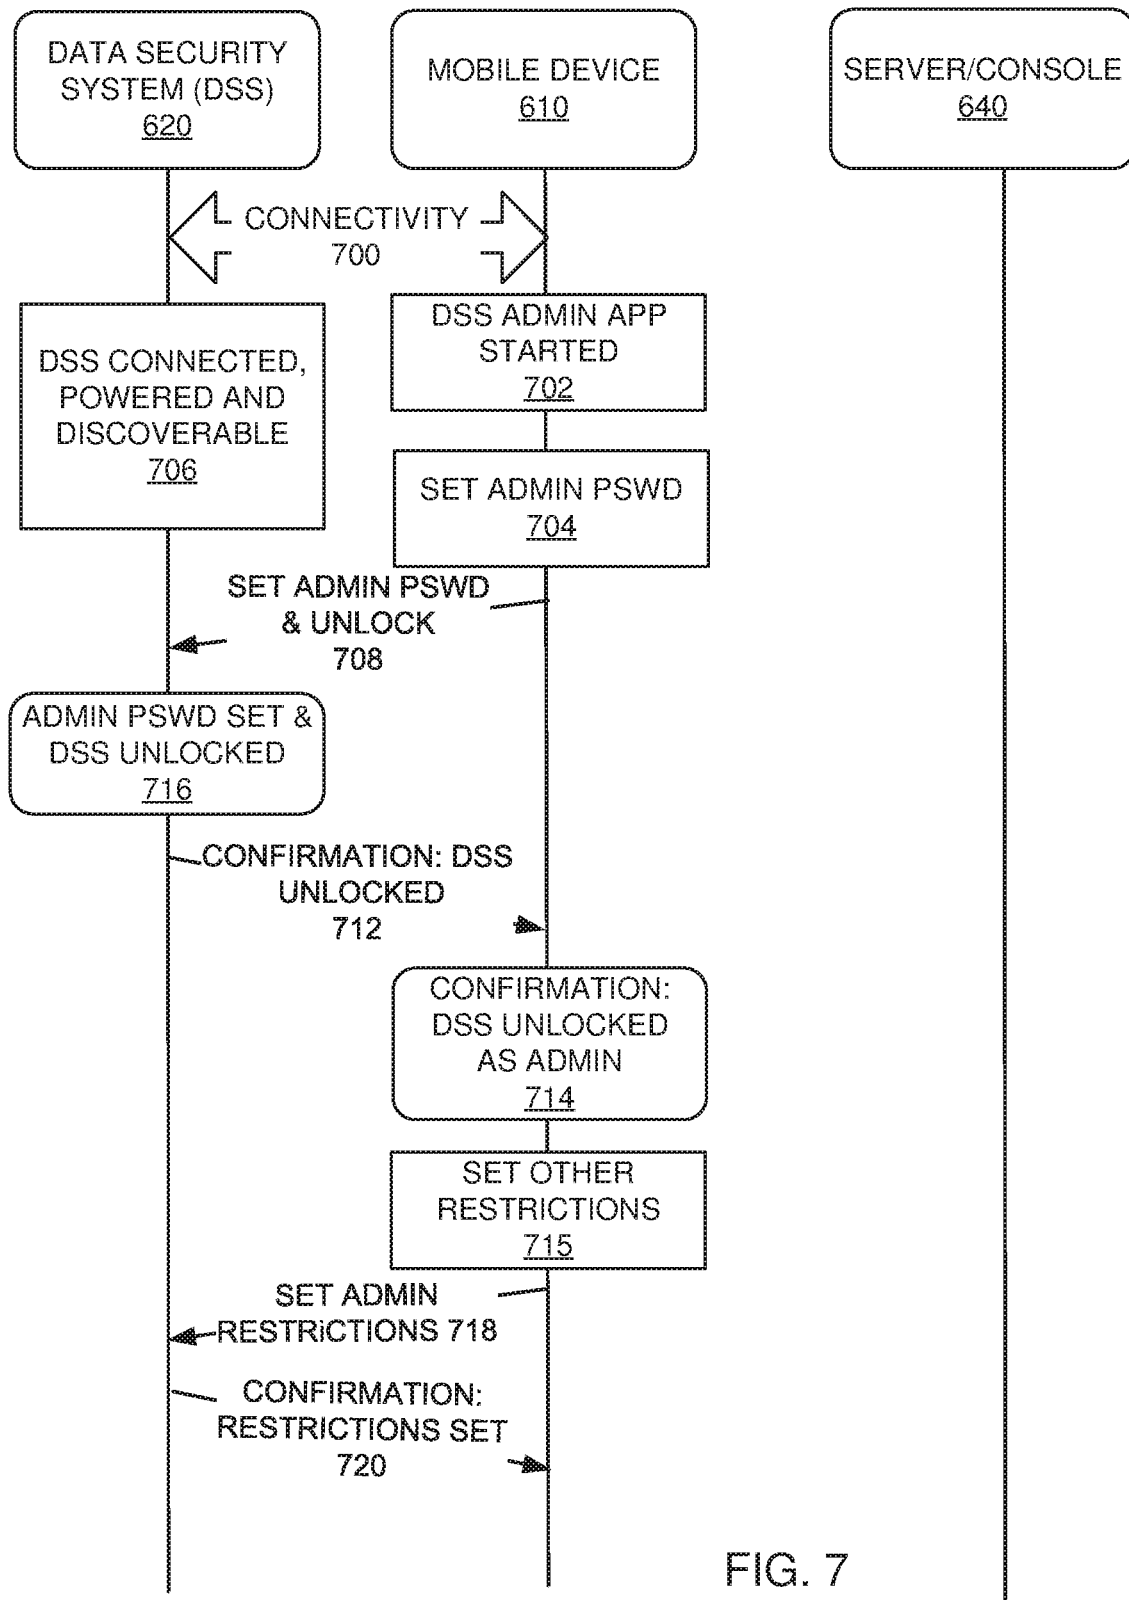 DATA SECURITY
SYSTEM (DSS)
620
MOBILE DEVICE
610
SERVER/CONSOLE
640
CONNECTIVITY
700
DSS CONNECTED,
POWERED AND
DISCOVERABLE
706
DSS ADMIN APP
STARTED
702
SET ADMIN PSWD
704
SET ADMIN PSWD
& UNLOCK
708
ADMIN PSWD SET &
DSS UNLOCKED
716
CONFIRMATION: DSS
UNLOCKED
712
CONFIRMATION:
DSS UNLOCKED
AS ADMIN
714
SET OTHER
RESTRICTIONS
715
SET ADMIN
RESTRiCTIONS 718
CONFIRMATION:
RESTRICTIONS SET
720
FIG. 7